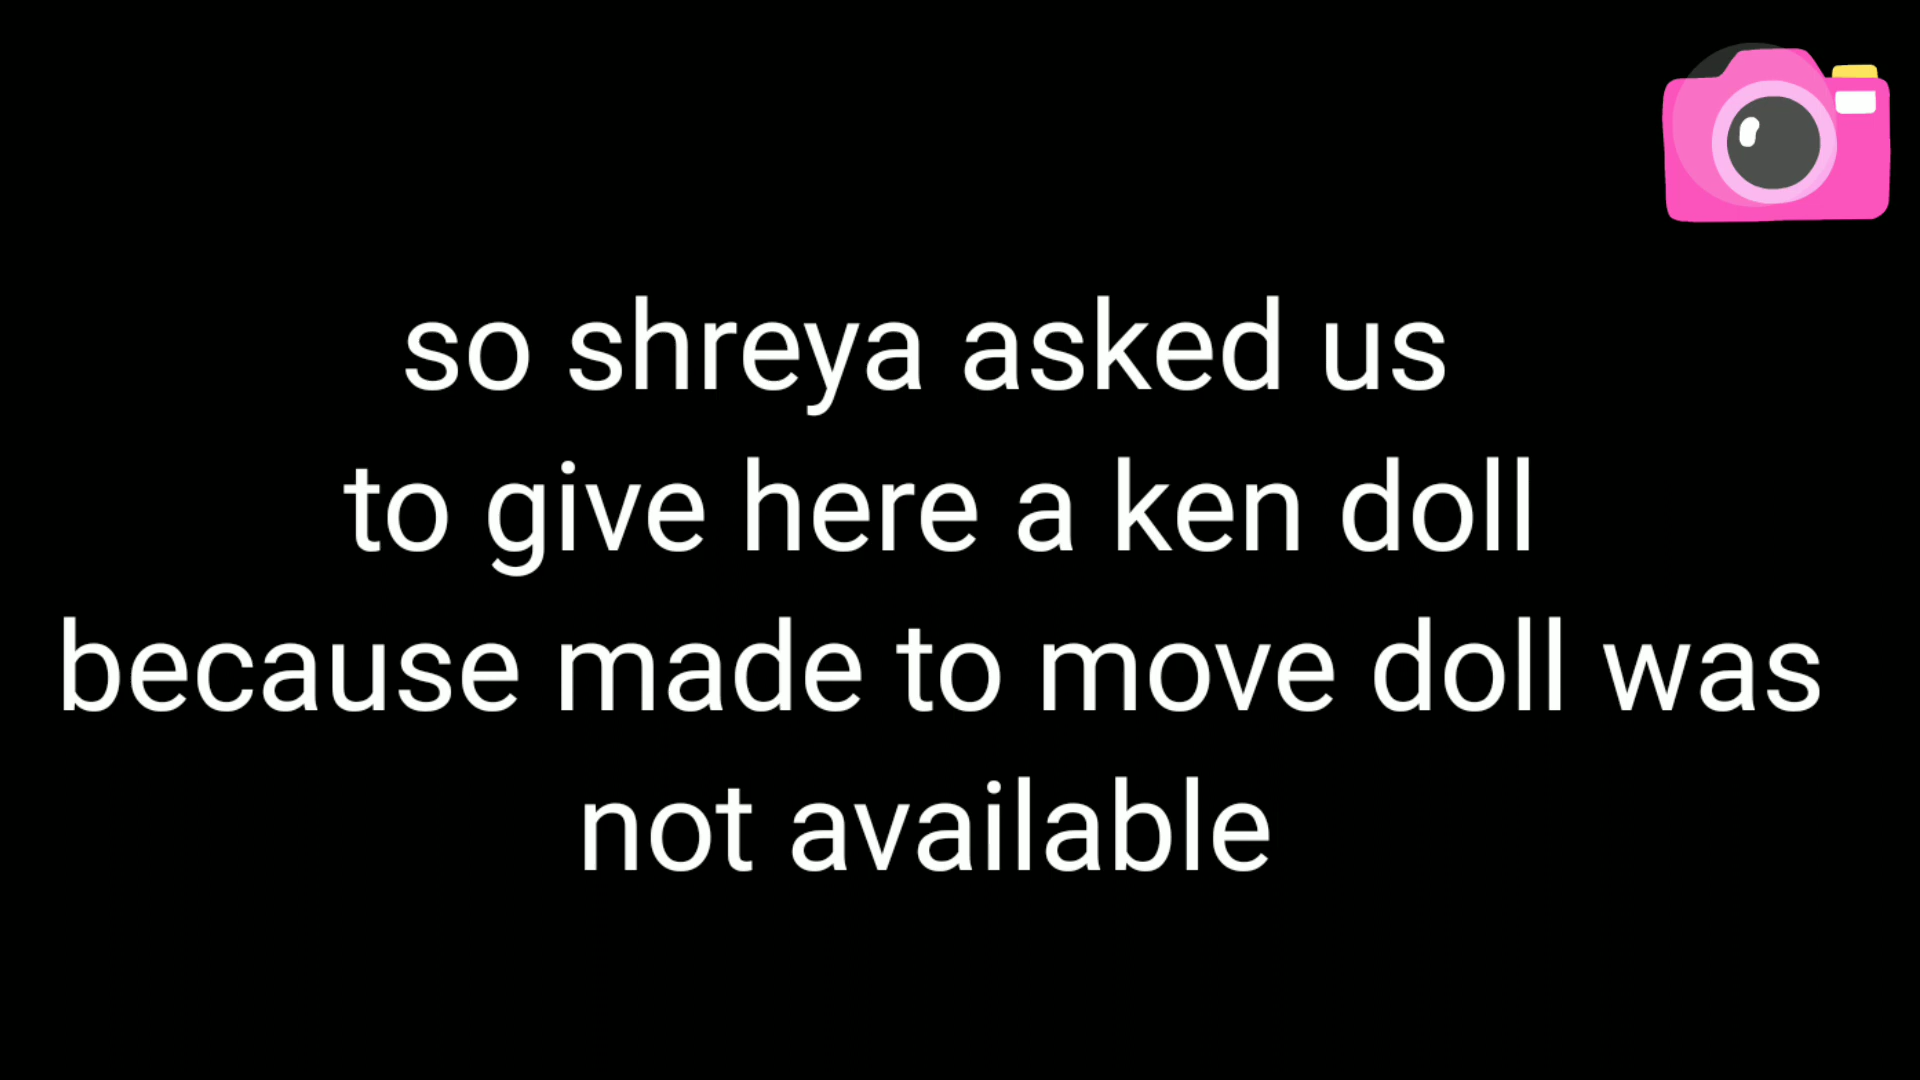 so shreya asked us
to give here a ken doll
because made to move doll was
not available